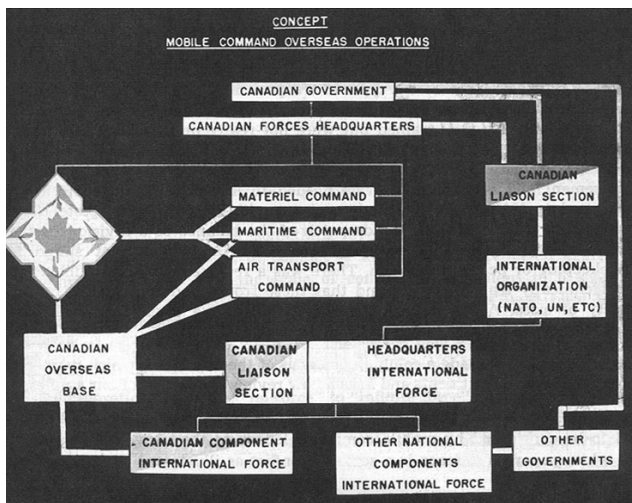 CONCEPT
MOBILE COMMAND OVERSEAS OPERATIONS
CANADIAN GOVERNMENT
CANADIAN FORCES HEADQUARTERS
CANADIAN
LIASON SECTION
MATERIEL COMMAND
MARITIME COMMAND
AIR TRANSPORT
COMMAND
INTERNATIONAL
ORGANIZATION
(NATO, UN, ETC)
CANADIAN
OVERSEAS
BASE
CANADIAN
LIAISON
SECTION
HEADQUARTERS
INTERNATIONAL
FORCE
CANADIAN COMPONENT
INTERNATIONAL FORCE
OTHER NATIONAL
COMPONENTS
INTERNATIONAL FORCE
OTHER
GOVERNMENTS